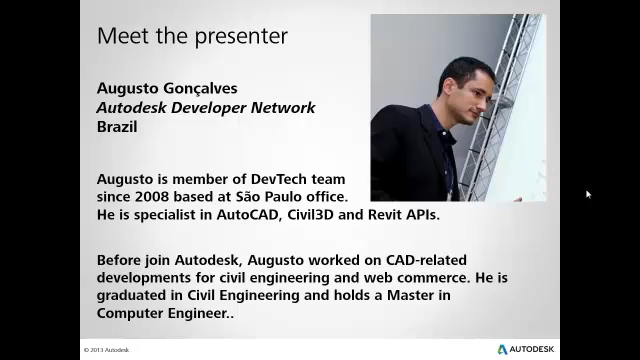 Meet the presenter
Augusto Gonçalves
Autodesk Developer Network
Brazil
Augusto is member of DevTech team
since 2008 based at São Paulo office.
He is specialist in AutoCAD, Civil3D and Revit APIs.
Before join Autodesk, Augusto worked on CAD-related
developments for civil engineering and web commerce. He is
graduated in Civil Engineering and holds a Master in
Computer Engineer..
© 2013 Autodesk
AUTODESK